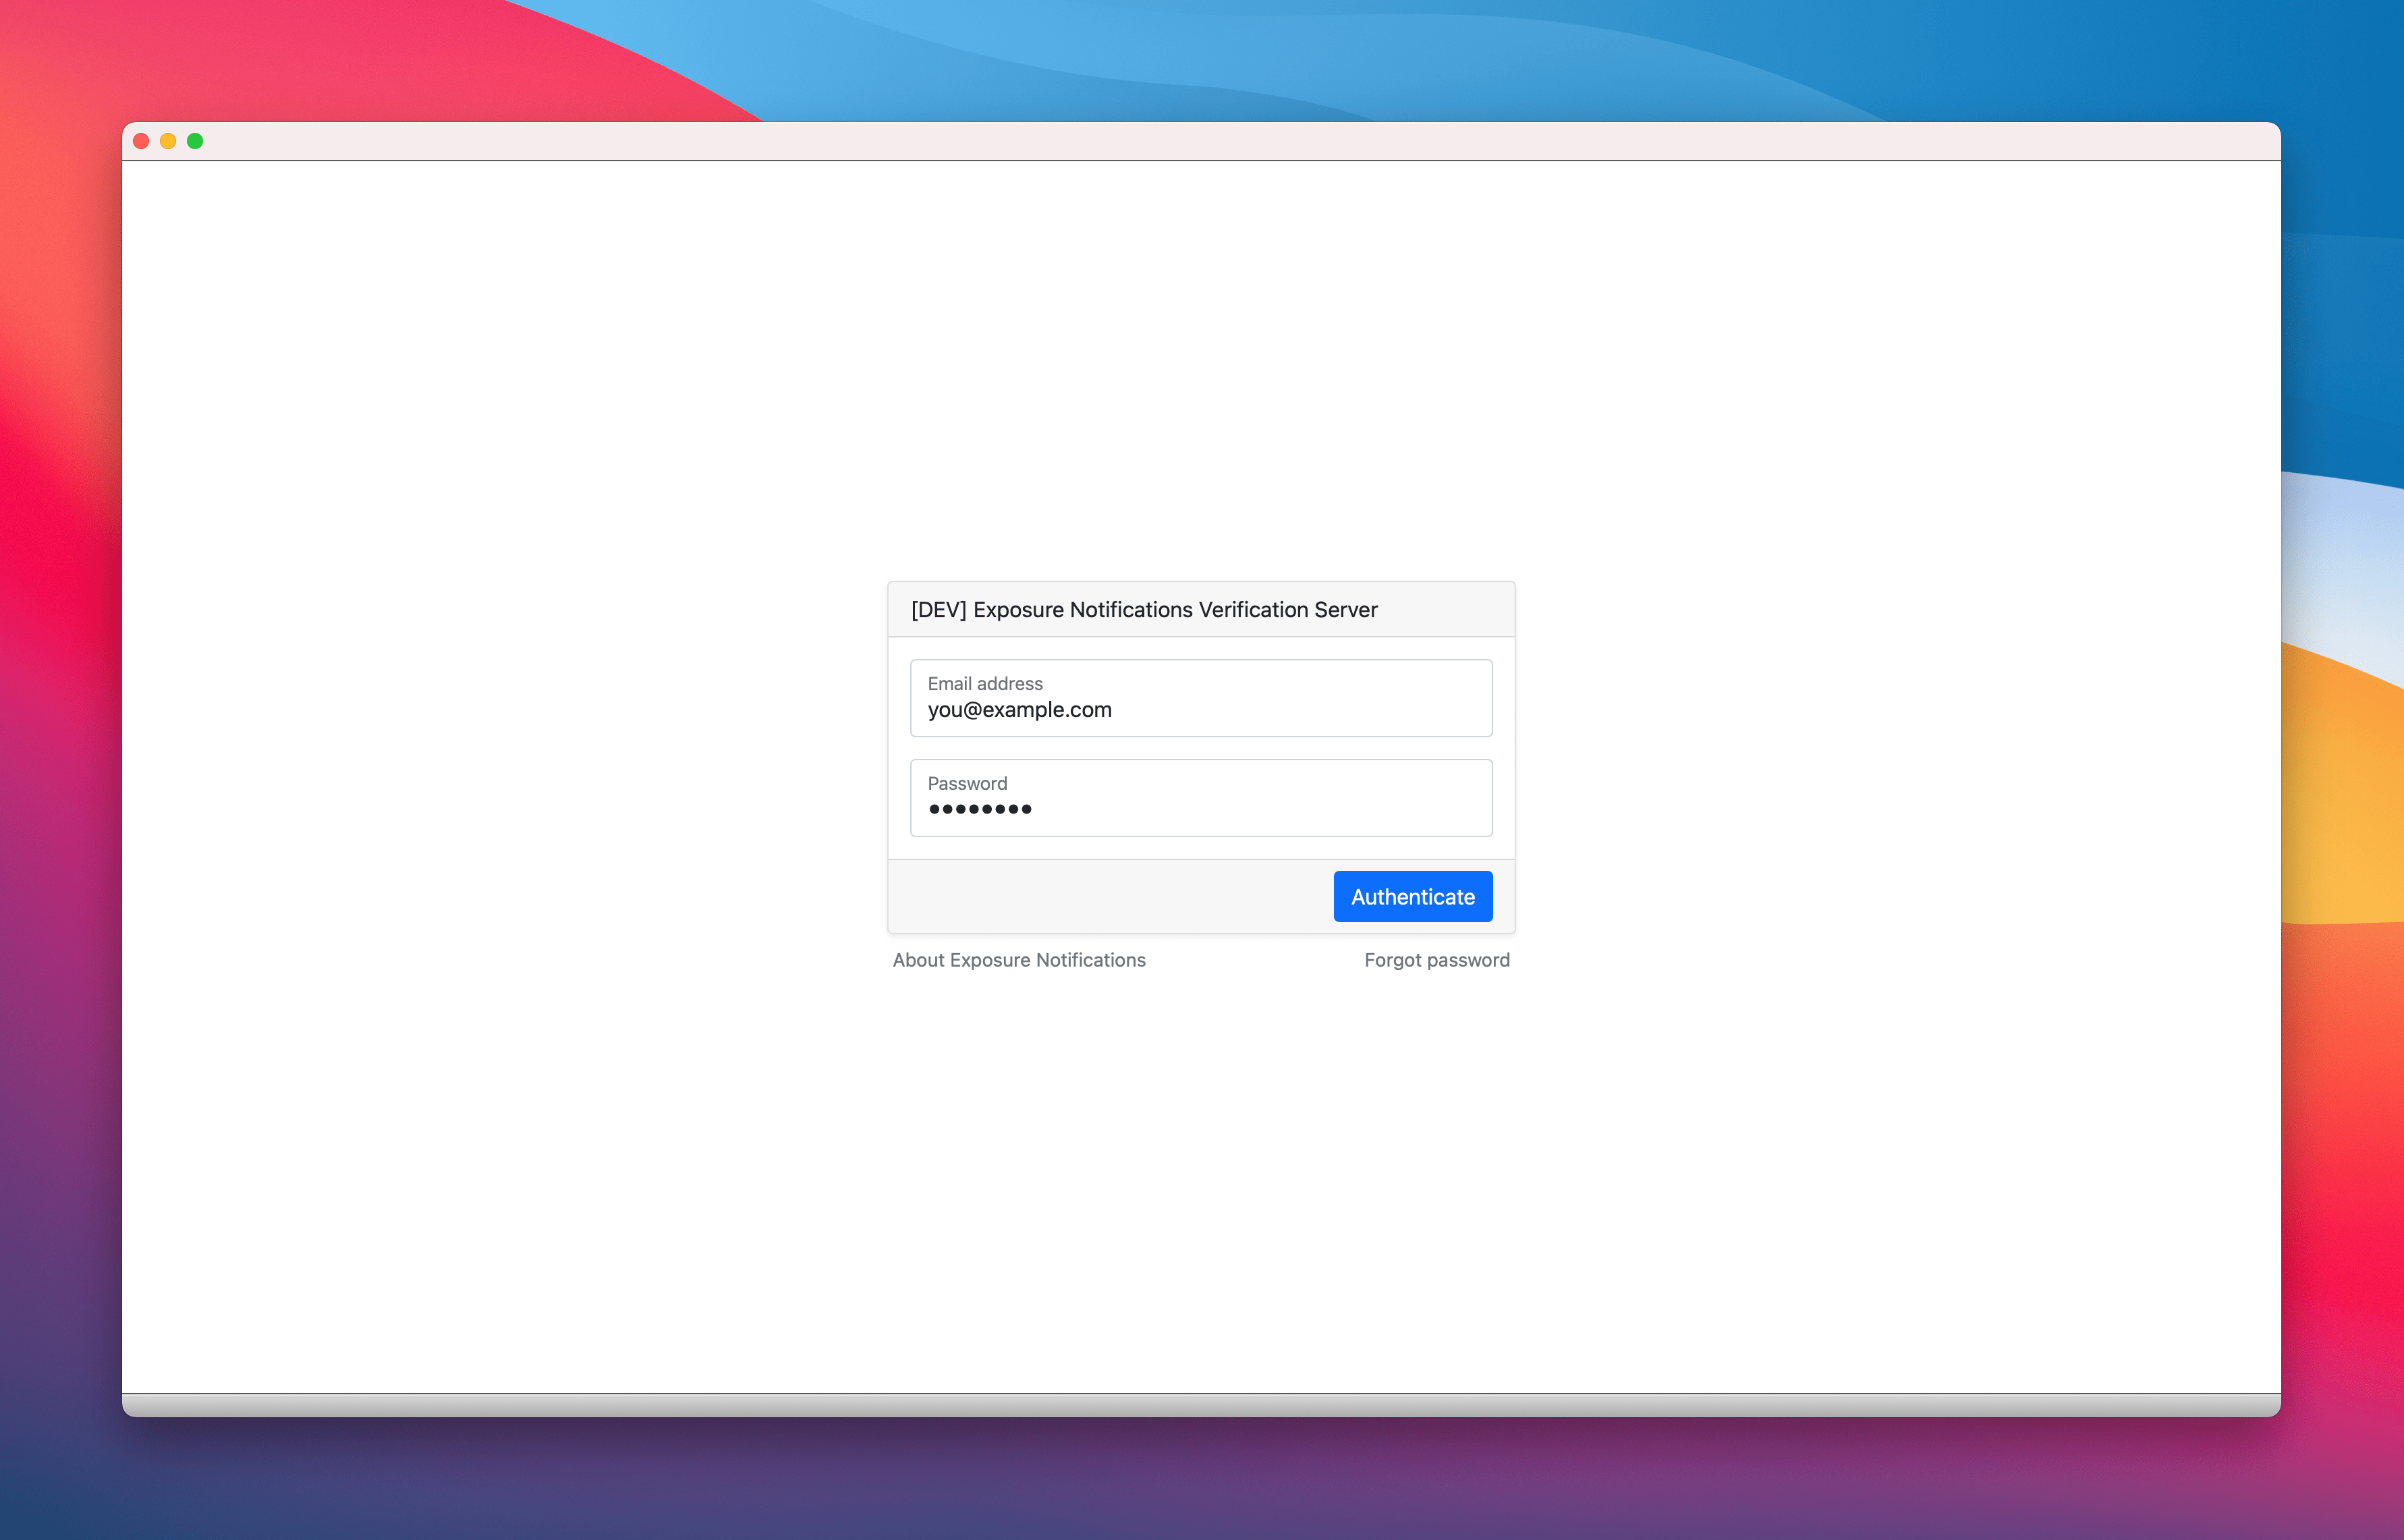 [DEV] Exposure Notifications Verification Server
Email address
you@example.com
Password
••••••••
Authenticate
About Exposure Notifications
Forgot password